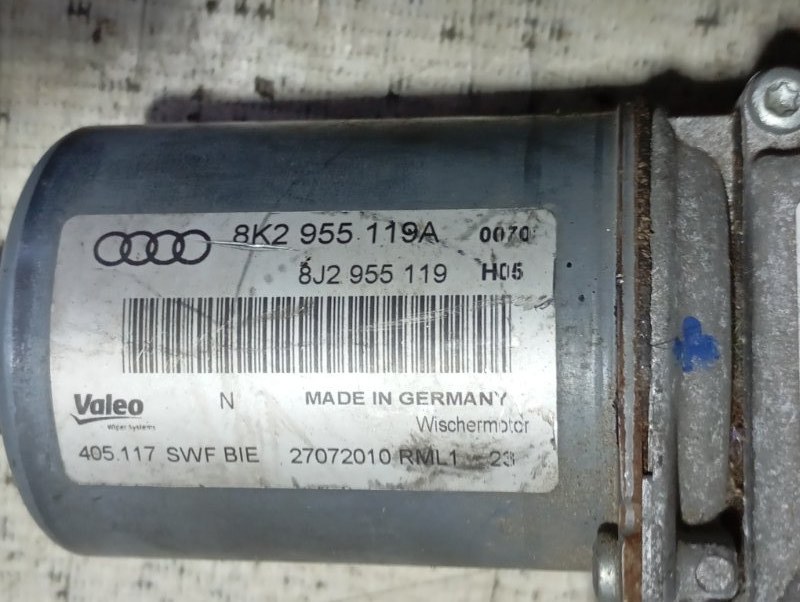 8K2 955 119A 0070
8J2 955 119 H05
Valeo N MADE IN GERMANY
Wiper Systems Wischermotor
405.117 SWF BIE 27072010 RML1 23